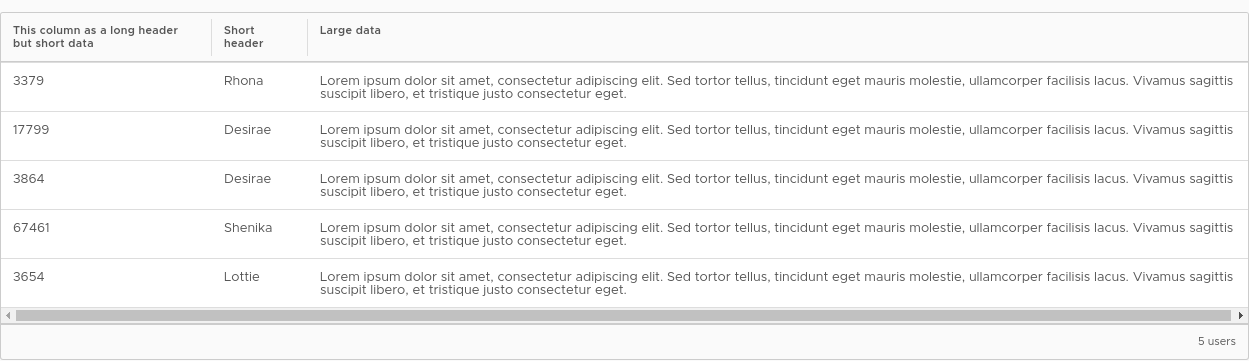 This column as a long header
but short data
Short
header
Large data
3379
Rhona
Lorem ipsum dolor sit amet, consectetur adipiscing elit. Sed tortor tellus, tincidunt eget mauris molestie, ullamcorper facilisis lacus. Vivamus sagittis
suscipit libero, et tristique justo consectetur eget.
17799
Desirae
Lorem ipsum dolor sit amet, consectetur adipiscing elit. Sed tortor tellus, tincidunt eget mauris molestie, ullamcorper facilisis lacus. Vivamus sagittis
suscipit libero, et tristique justo consectetur eget.
3864
Desirae
Lorem ipsum dolor sit amet, consectetur adipiscing elit. Sed tortor tellus, tincidunt eget mauris molestie, ullamcorper facilisis lacus. Vivamus sagittis
suscipit libero, et tristique justo consectetur eget.
67461
Shenika
Lorem ipsum dolor sit amet, consectetur adipiscing elit. Sed tortor tellus, tincidunt eget mauris molestie, ullamcorper facilisis lacus. Vivamus sagittis
suscipit libero, et tristique justo consectetur eget.
3654
Lottie
Lorem ipsum dolor sit amet, consectetur adipiscing elit. Sed tortor tellus, tincidunt eget mauris molestie, ullamcorper facilisis lacus. Vivamus sagittis
suscipit libero, et tristique justo consectetur eget.
5 users